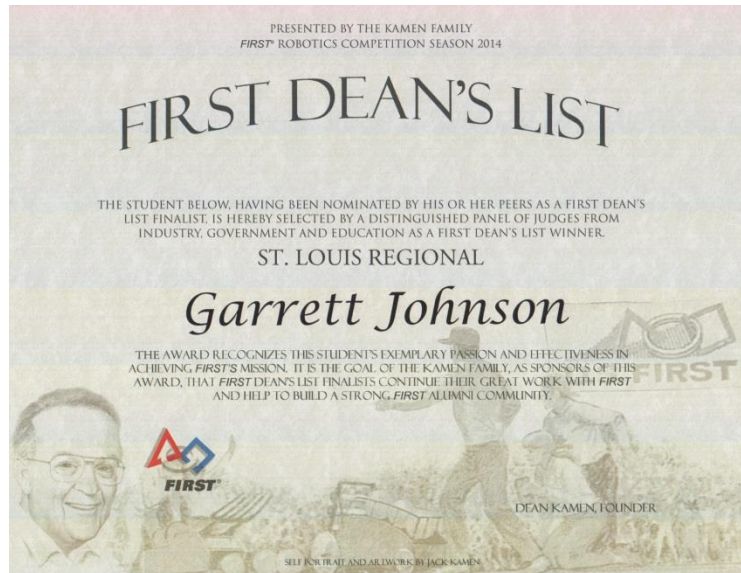 PRESENTED BY THE KAMEN FAMILY
FIRST® ROBOTICS COMPETITION SEASON 2014
FIRST DEAN'S LIST
THE STUDENT BELOW, HAVING BEEN NOMINATED BY HIS OR HER PEERS AS A FIRST DEAN'S
LIST FINALIST, IS HEREBY SELECTED BY A DISTINGUISHED PANEL OF JUDGES FROM
INDUSTRY, GOVERNMENT AND EDUCATION AS A FIRST DEAN'S LIST WINNER.
ST. LOUIS REGIONAL
Garrett Johnson
THE AWARD RECOGNIZES THIS STUDENT'S EXEMPLARY PASSION AND EFFECTIVENESS IN
ACHIEVING FIRST'S MISSION. IT IS THE GOAL OF THE KAMEN FAMILY, AS SPONSORS OF THIS
AWARD, THAT FIRST DEAN'S LIST FINALISTS CONTINUE THEIR GREAT WORK WITH FIRST
AND HELP TO BUILD A STRONG FIRST ALUMNI COMMUNITY.
FIRST
FIRST®
DEAN KAMEN, FOUNDER
SELF PORTRAIT AND ARTWORK BY JACK KAMEN